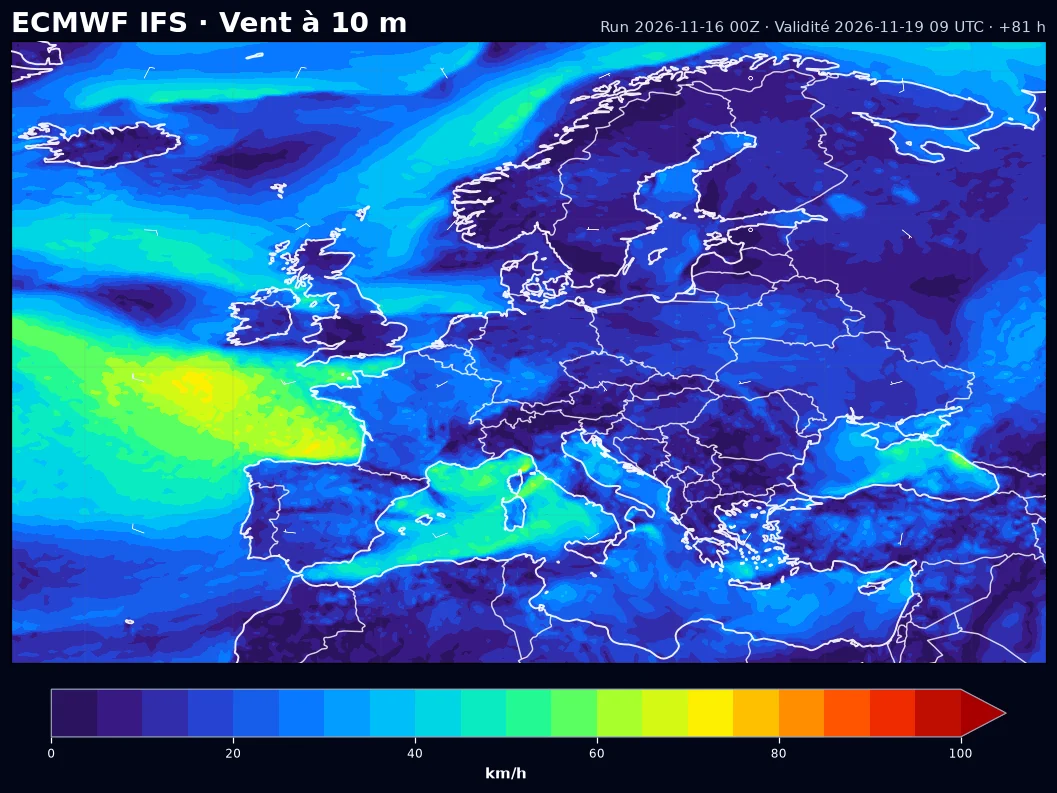 ECMWF IFS · Vent à 10 m
Run 2026-11-16 00Z · Validité 2026-11-19 09 UTC · +81 h
0 20 40 60 80 100
km/h